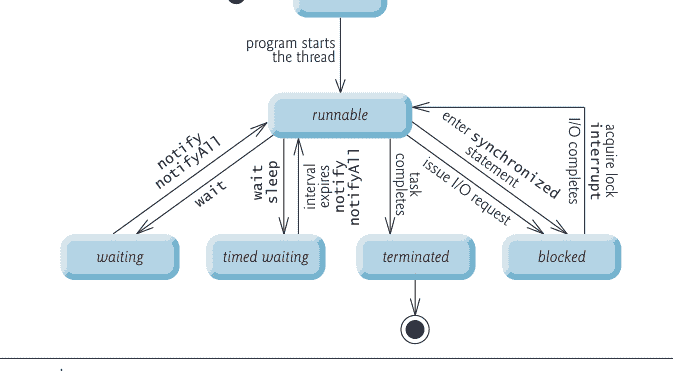 program starts
the thread
runnable
notify
notifyAll
wait
wait
sleep
interval
expires
notify
notifyAll
task
completes
enter synchronized
statement
issue I/O request
I/O completes
acquire lock
interrupt
waiting
timed waiting
terminated
blocked